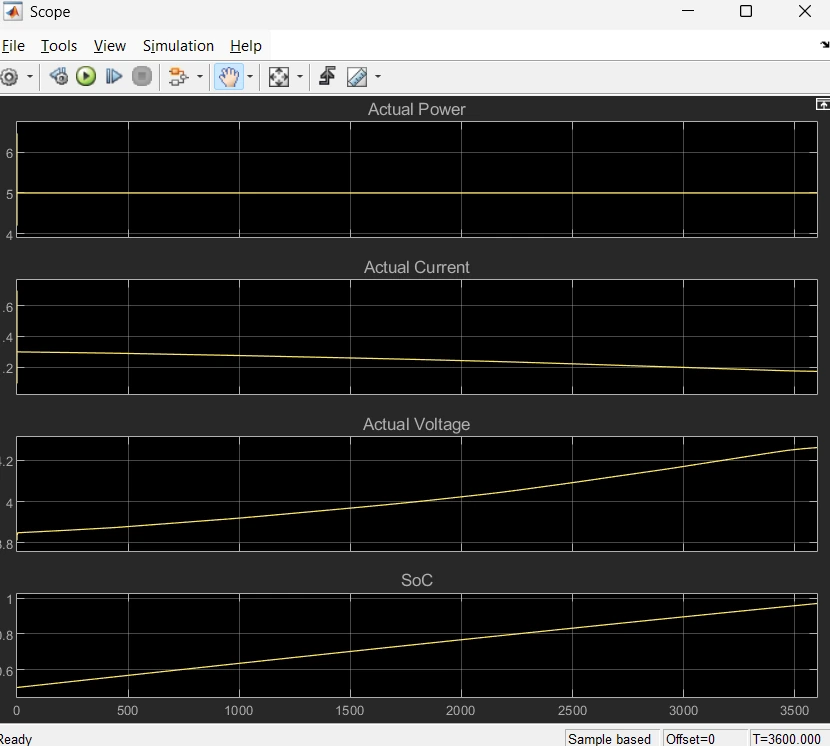 Scope
File Tools View Simulation Help
Actual Power
6
5
4
Actual Current
.6
.4
.2
Actual Voltage
.2
4
.8
SoC
1
0.8
0.6
0 500 1000 1500 2000 2500 3000 3500
Ready Sample based Offset=0 T=3600.000